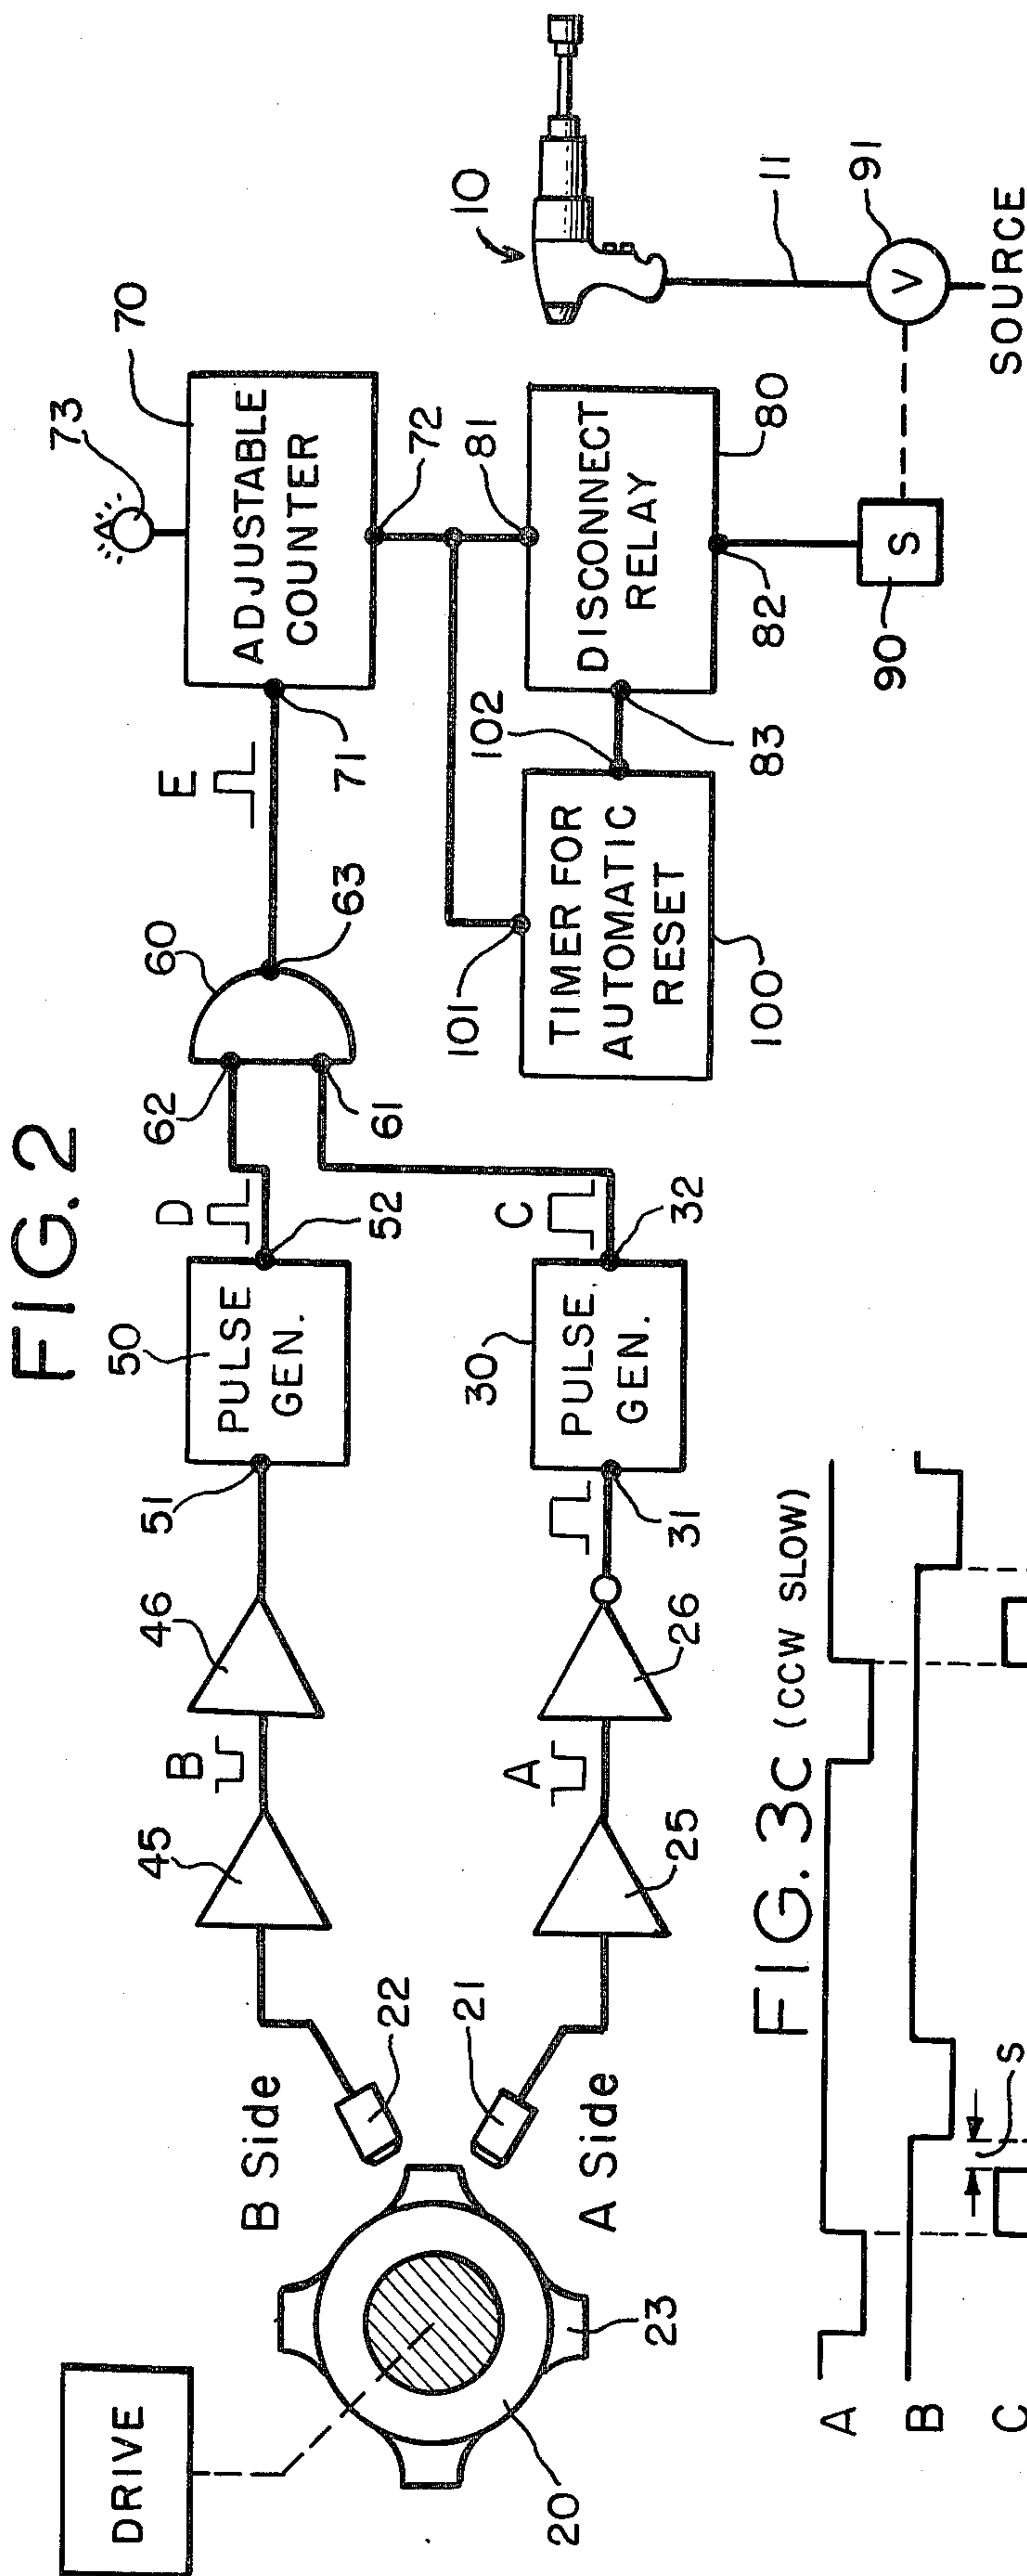 FIG. 2
DRIVE
20
23
B Side
22
A Side
21
45
B
46
25
A
26
51
50
PULSE
GEN.
52
D
31
30
PULSE
GEN.
32
C
62
61
60
63
E
71
70
73
ADJUSTABLE
COUNTER
72
81
101
102
TIMER FOR
AUTOMATIC
RESET
100
83
DISCONNECT
RELAY
80
82
90
S
10
11
91
V
SOURCE
FIG. 3C (CCW SLOW)
A
B
C
S